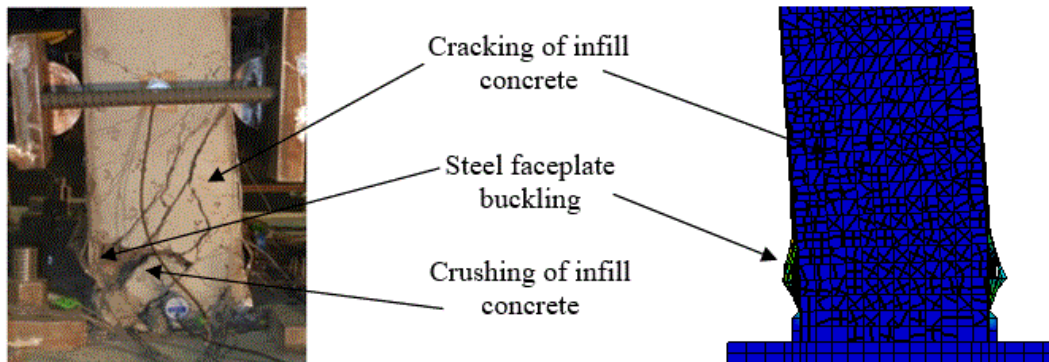 Cracking of infill
concrete
Steel faceplate
buckling
Crushing of infill
concrete